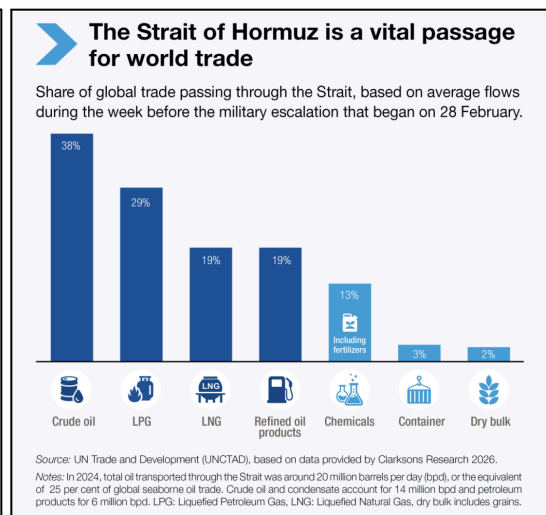 The Strait of Hormuz is a vital passage
for world trade
Share of global trade passing through the Strait, based on average flows
during the week before the military escalation that began on 28 February.
38%
29%
19%
19%
13%
Including
fertilizers
3%
2%
LNG
Crude oil
LPG
LNG
Refined oil
products
Chemicals
Container
Dry bulk
Source: UN Trade and Development (UNCTAD), based on data provided by Clarksons Research 2026.
Notes: In 2024, total oil transported through the Strait was around 20 million barrels per day (bpd), or the equivalent
of 25 per cent of global seaborne oil trade. Crude oil and condensate account for 14 million bpd and petroleum
products for 6 million bpd. LPG: Liquefied Petroleum Gas, LNG: Liquefied Natural Gas, dry bulk includes grains.